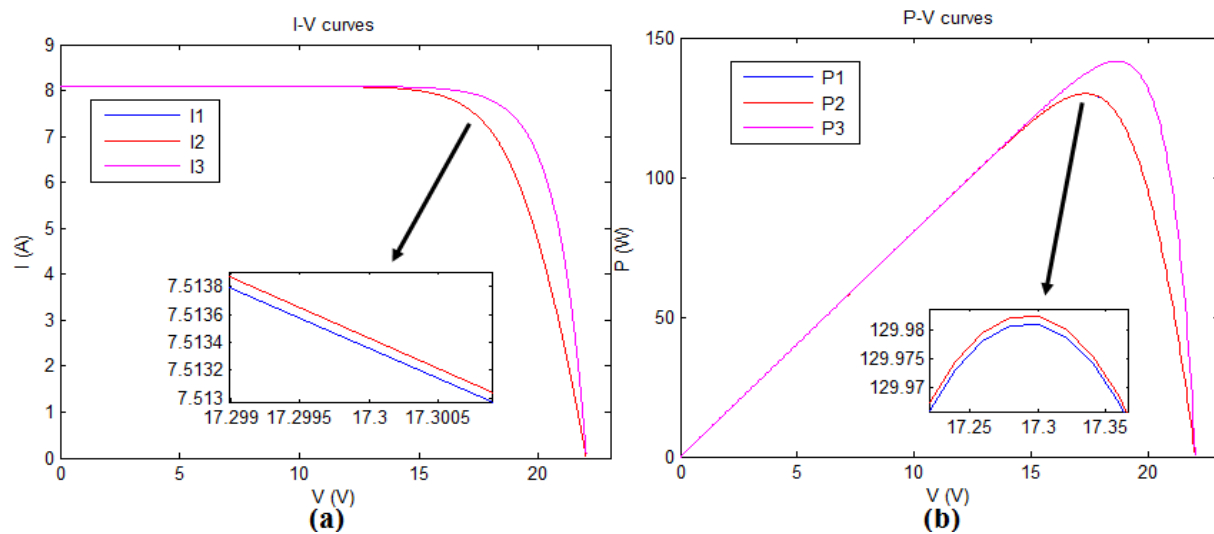 I-V curves
9
8
7
6
5
4
3
2
1
0
I (A)
I1
I2
I3
7.5138
7.5136
7.5134
7.5132
7.513
17.299
17.2995
17.3
17.3005
0
5
10
15
20
V (V)
(a)
P-V curves
150
100
50
0
P (W)
P1
P2
P3
129.98
129.975
129.97
17.25
17.3
17.35
0
5
10
15
20
V (V)
(b)